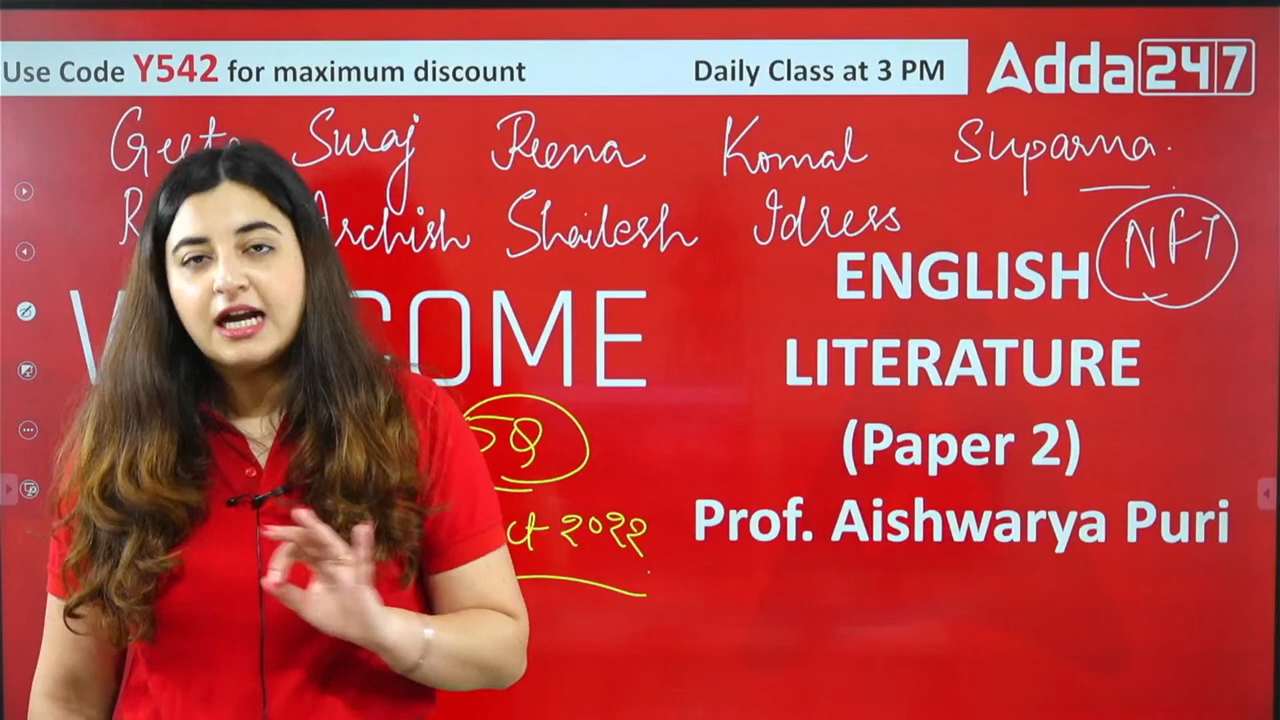 Use Code Y542 for maximum discount Daily Class at 3 PM Adda247
Suraj Reena Komal Suparna.
Archish Shailesh Idress
NFT
ENGLISH
LITERATURE
(Paper 2)
Prof. Aishwarya Puri